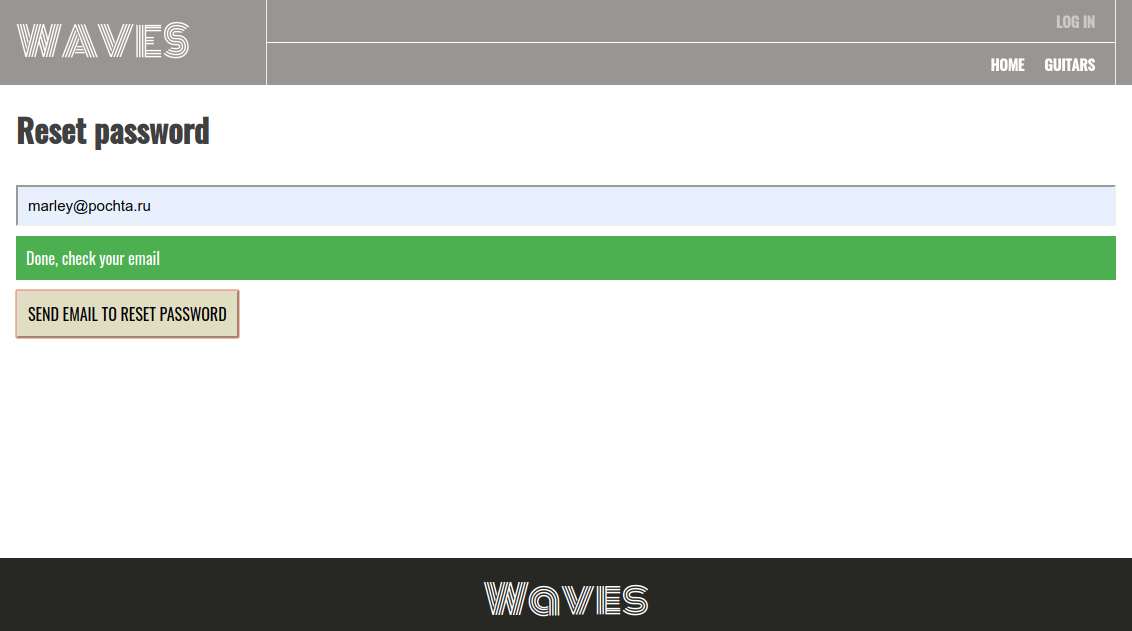 WAVES
LOG IN
HOME GUITARS
Reset password
marley@pochta.ru
Done, check your email
SEND EMAIL TO RESET PASSWORD
Waves